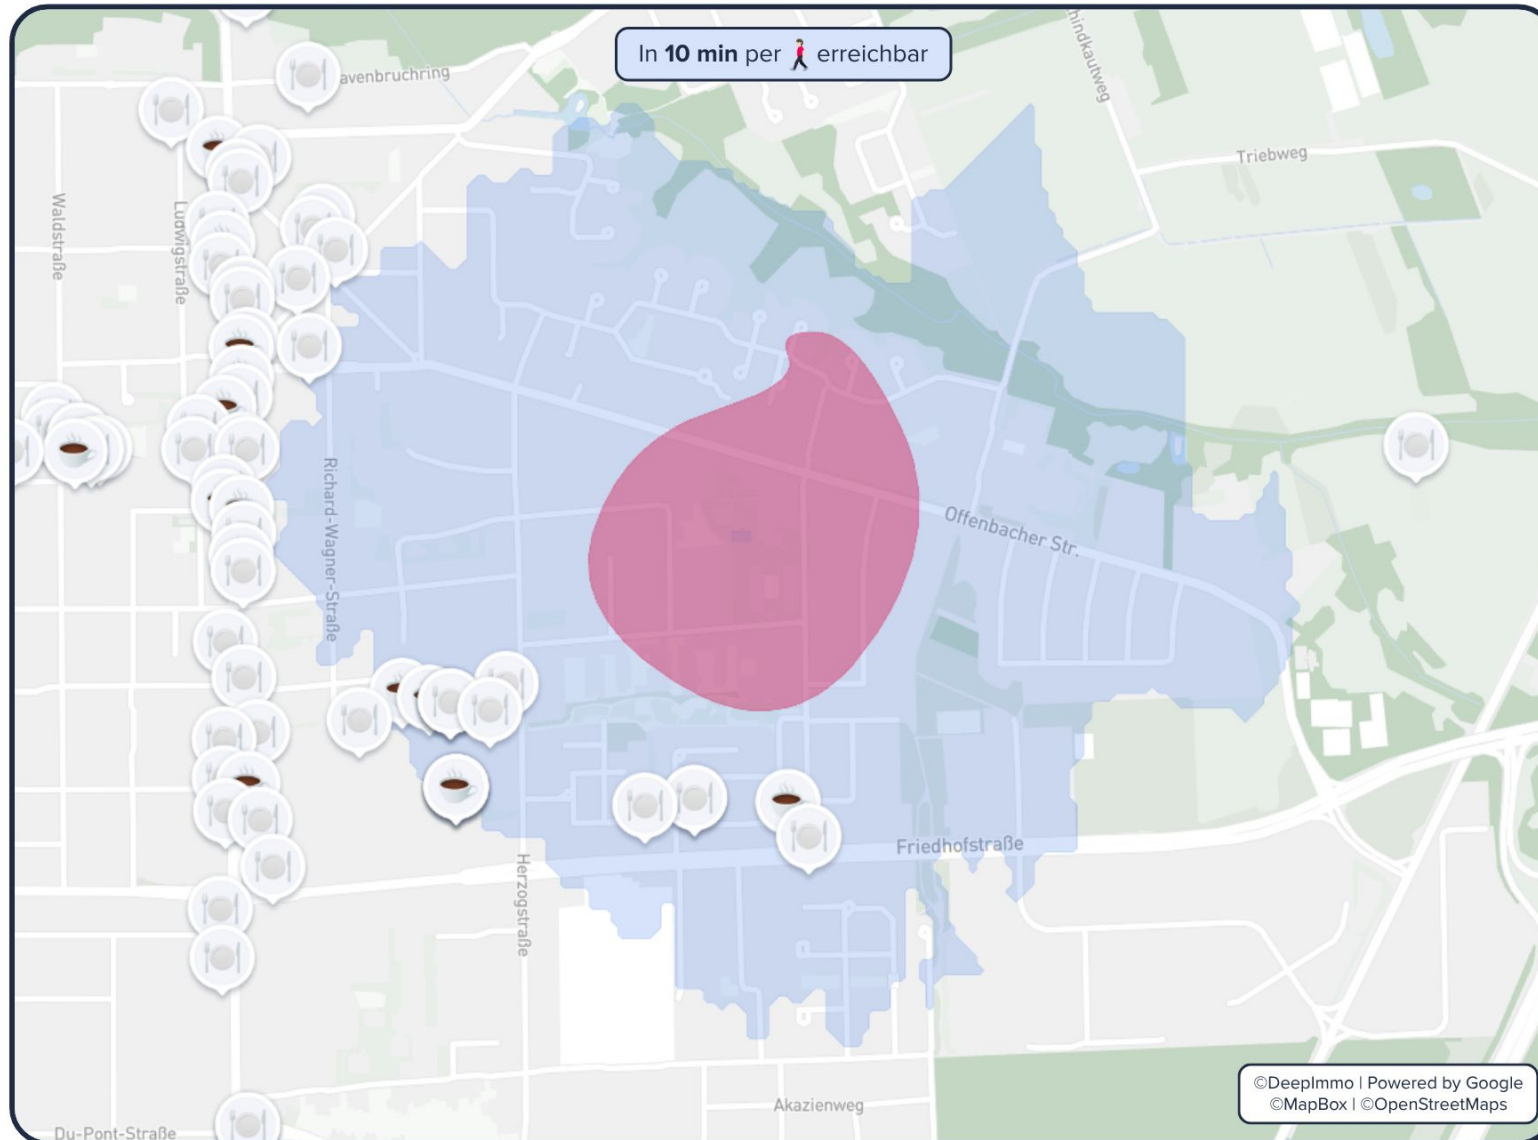 In 10 min per erreichbar
avenbruchring
hindkautweg
Triebweg
Waldstraße
Ludwigstraße
Richard-Wagner-Straße
Offenbacher Str.
Friedhofstraße
Herzogstraße
Akazienweg
Du-Pont-Straße
©DeepImmo | Powered by Google
©MapBox | ©OpenStreetMaps